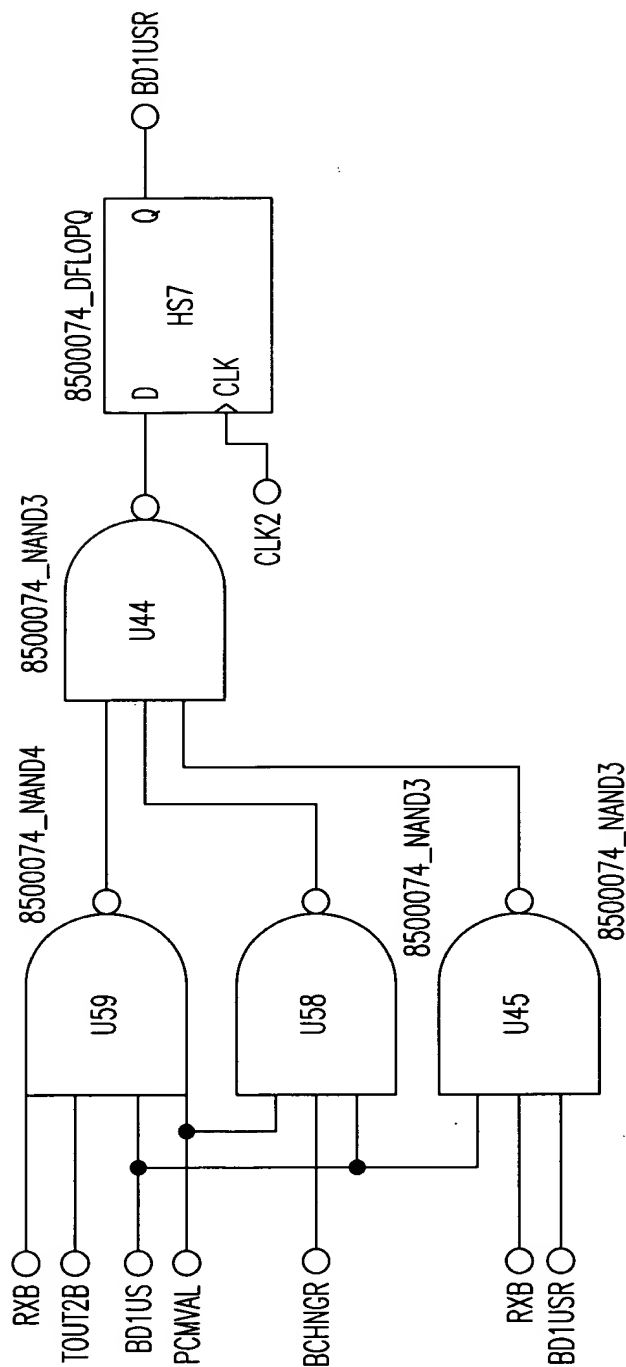 RXB
TOUT2B
BD1US
PCMVAL
BCHNGR
RXB
BD1USR
8500074_NAND4
U59
U58
8500074_NAND3
U45
8500074_NAND3
8500074_NAND3
U44
CLK2
8500074_DFLOPQ
D
Q
HS7
CLK
BD1USR